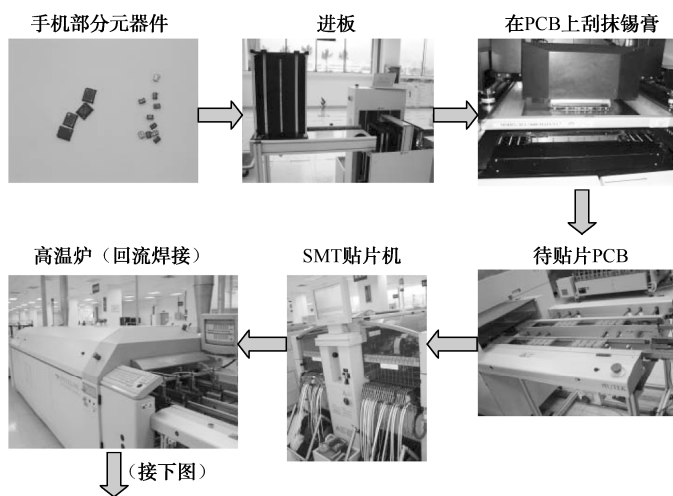 手机部分元器件
进板
在PCB上刮抹锡膏
高温炉（回流焊接）
SMT贴片机
待贴片PCB
（接下图）